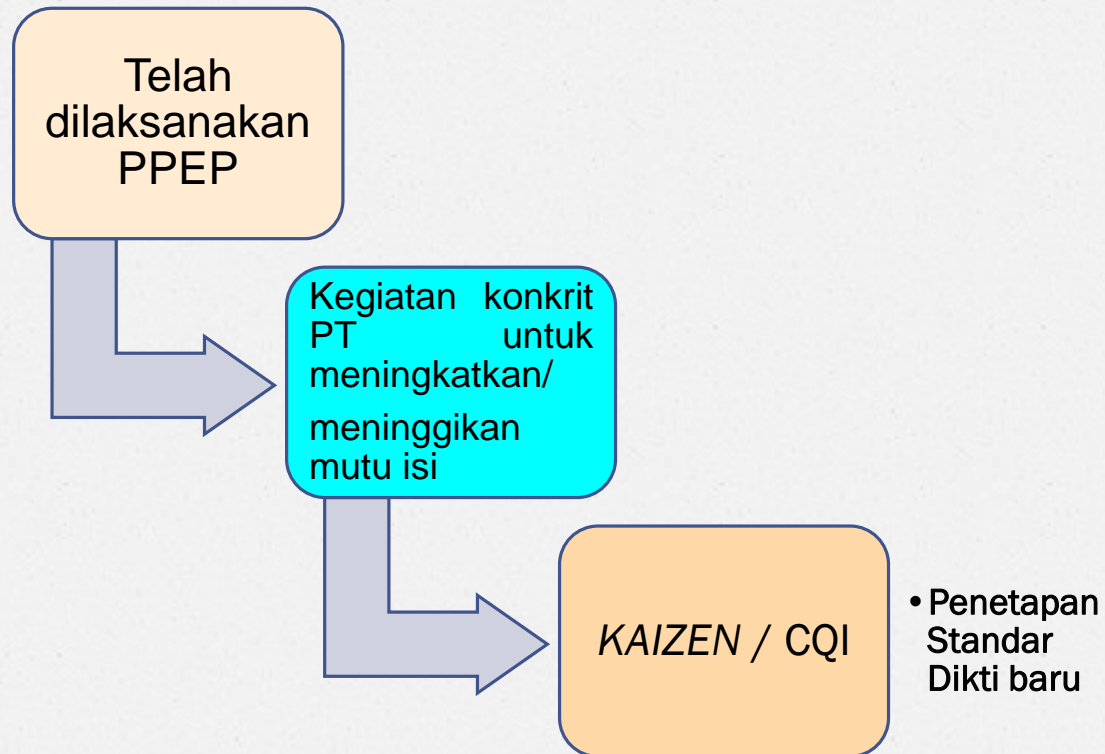 Telah
dilaksanakan
PPEP
Kegiatan konkrit
PT untuk
meningkatkan/
meninggikan
mutu isi
KAIZEN / CQI
• Penetapan
Standar
Dikti baru